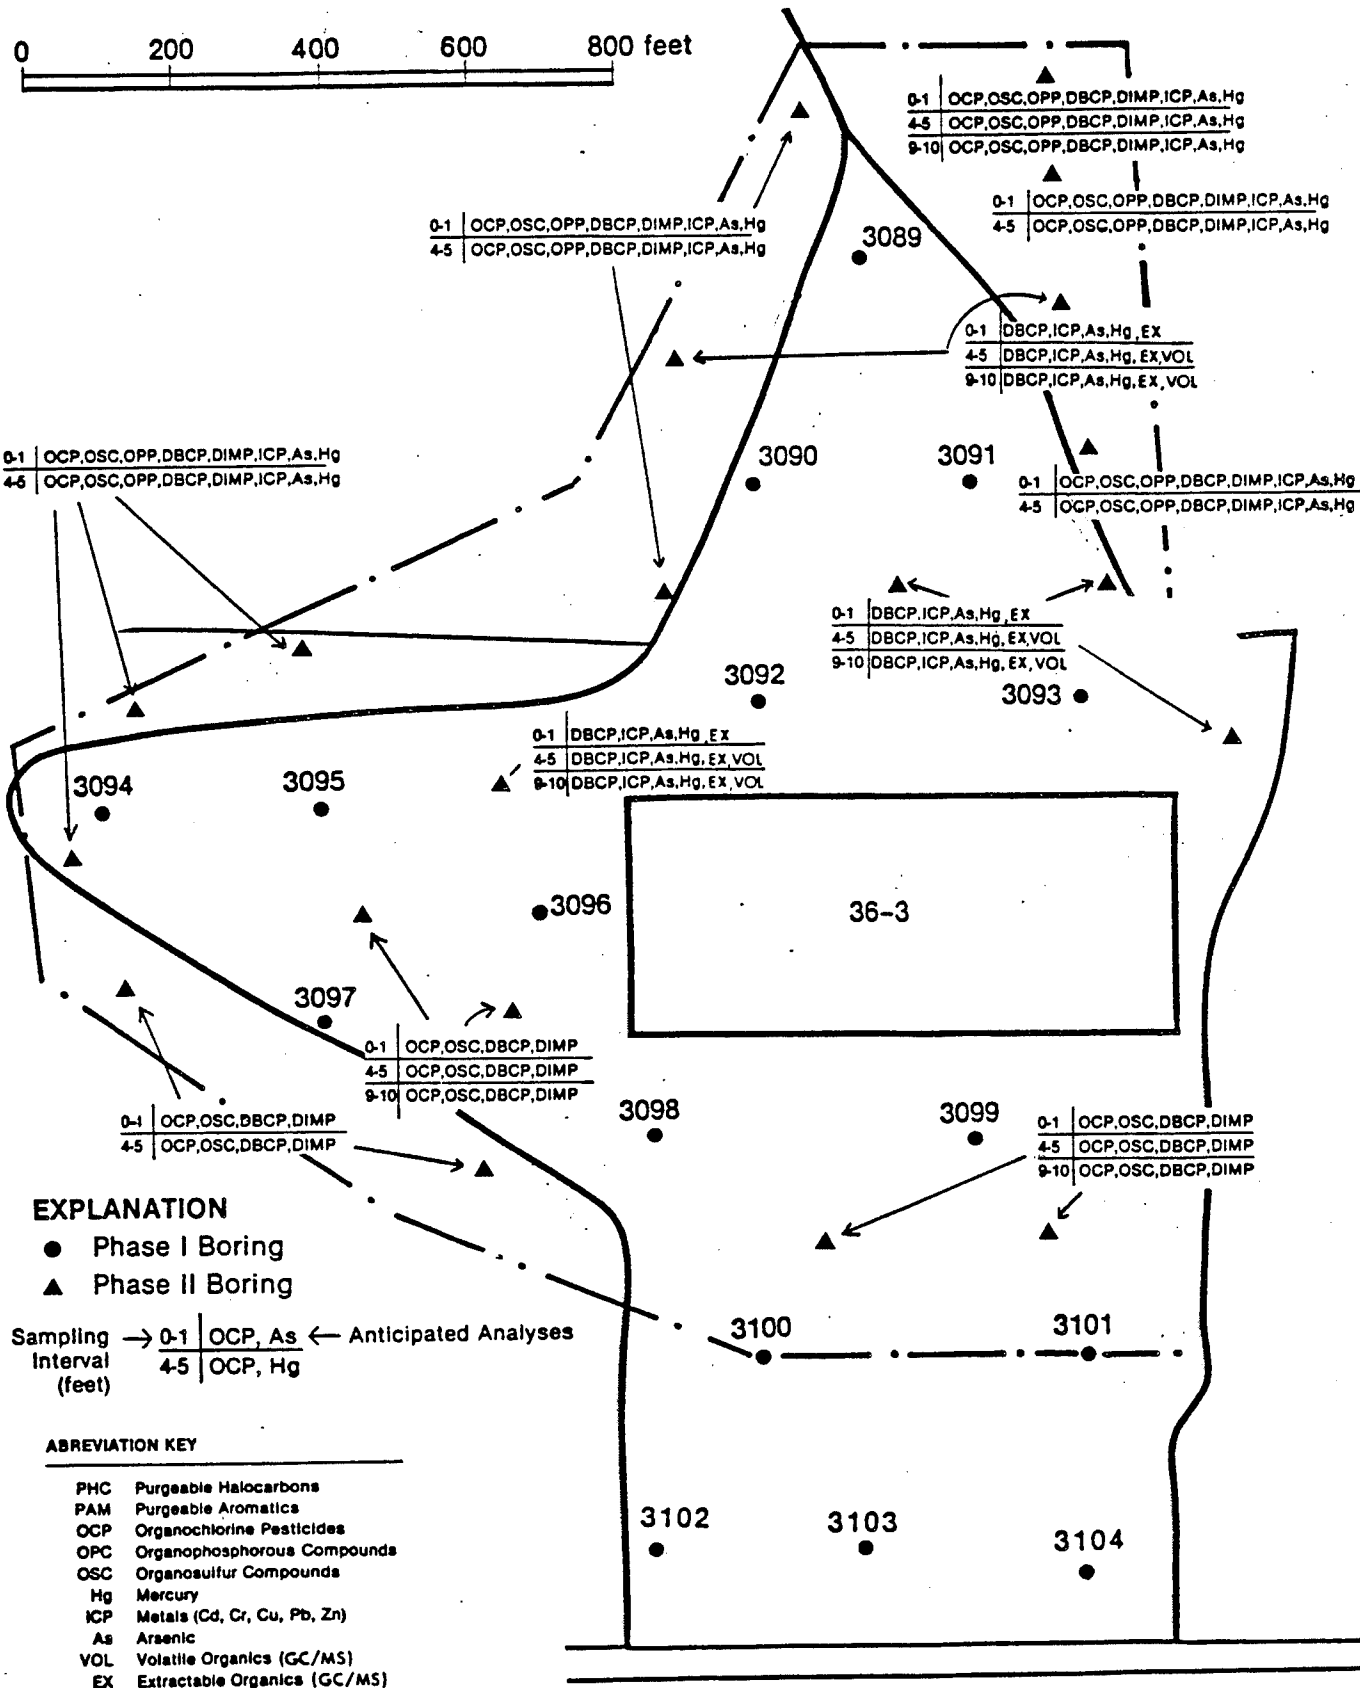 0 200 400 600 800 feet
0-1 OCP,OSC,OPP,DBCP,DIMP,ICP,As,Hg
4-5 OCP,OSC,OPP,DBCP,DIMP,ICP,As,Hg
9-10 OCP,OSC,OPP,DBCP,DIMP,ICP,As,Hg
0-1 OCP,OSC,OPP,DBCP,DIMP,ICP,As,Hg
4-5 OCP,OSC,OPP,DBCP,DIMP,ICP,As,Hg
0-1 OCP,OSC,OPP,DBCP,DIMP,ICP,As,Hg
4-5 OCP,OSC,OPP,DBCP,DIMP,ICP,As,Hg
3089
0-1 DBCP,ICP,As,Hg,EX
4-5 DBCP,ICP,As,Hg,EX,VOL
9-10 DBCP,ICP,As,Hg,EX,VOL
0-1 OCP,OSC,OPP,DBCP,DIMP,ICP,As,Hg
4-5 OCP,OSC,OPP,DBCP,DIMP,ICP,As,Hg
3090
3091
0-1 OCP,OSC,OPP,DBCP,DIMP,ICP,As,Hg
4-5 OCP,OSC,OPP,DBCP,DIMP,ICP,As,Hg
0-1 DBCP,ICP,As,Hg,EX
4-5 DBCP,ICP,As,Hg,EX,VOL
9-10 DBCP,ICP,As,Hg,EX,VOL
3092
3093
0-1 DBCP,ICP,As,Hg,EX
4-5 DBCP,ICP,As,Hg,EX,VOL
9-10 DBCP,ICP,As,Hg,EX,VOL
3094
3095
3096
36-3
3097
0-1 OCP,OSC,DBCP,DIMP
4-5 OCP,OSC,DBCP,DIMP
9-10 OCP,OSC,DBCP,DIMP
0-1 OCP,OSC,DBCP,DIMP
4-5 OCP,OSC,DBCP,DIMP
3098
3099
0-1 OCP,OSC,DBCP,DIMP
4-5 OCP,OSC,DBCP,DIMP
9-10 OCP,OSC,DBCP,DIMP
EXPLANATION
● Phase I Boring
▲ Phase II Boring
Sampling Interval (feet) → 0-1 OCP, As ← Anticipated Analyses
4-5 OCP, Hg
3100
3101
ABREVIATION KEY
PHC Purgeable Halocarbons
PAM Purgeable Aromatics
OCP Organochlorine Pesticides
OPC Organophosphorous Compounds
OSC Organosulfur Compounds
Hg Mercury
ICP Metals (Cd, Cr, Cu, Pb, Zn)
As Arsenic
VOL Volatile Organics (GC/MS)
EX Extractable Organics (GC/MS)
3102
3103
3104